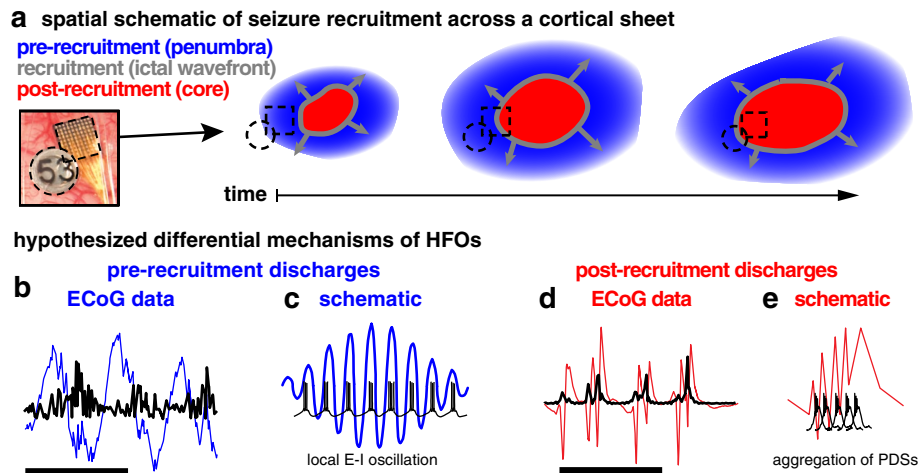 a spatial schematic of seizure recruitment across a cortical sheet
pre-recruitment (penumbra)
recruitment (ictal wavefront)
post-recruitment (core)
53
time
hypothesized differential mechanisms of HFOs
pre-recruitment discharges
post-recruitment discharges
b ECoG data
c schematic
d ECoG data
e schematic
local E-I oscillation
aggregation of PDSs